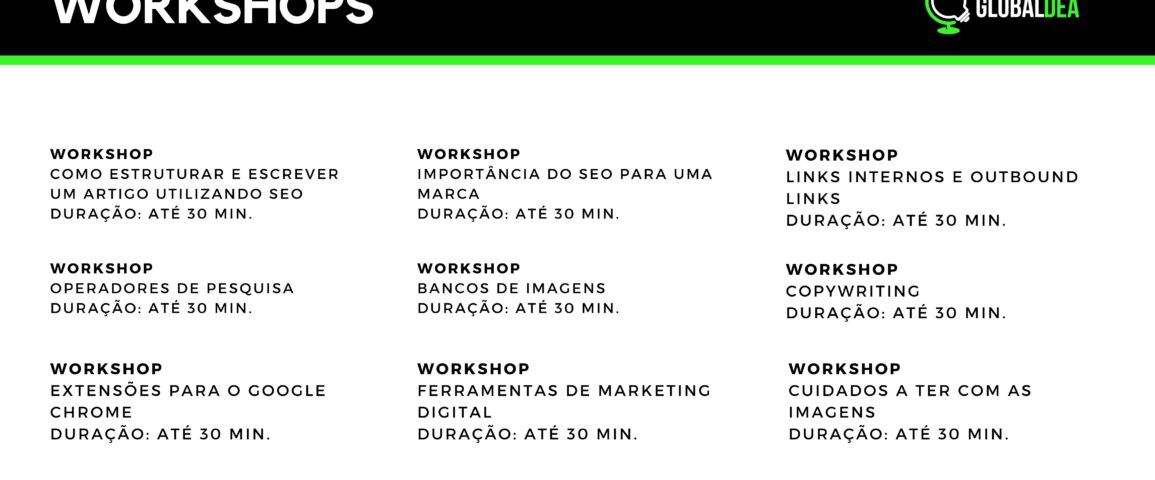 WORKSHOPS
GLOBALDEA
WORKSHOP
COMO ESTRUTURAR E ESCREVER
UM ARTIGO UTILIZANDO SEO
DURAÇÃO: ATÉ 30 MIN.
WORKSHOP
IMPORTÂNCIA DO SEO PARA UMA
MARCA
DURAÇÃO: ATÉ 30 MIN.
WORKSHOP
LINKS INTERNOS E OUTBOUND
LINKS
DURAÇÃO: ATÉ 30 MIN.
WORKSHOP
OPERADORES DE PESQUISA
DURAÇÃO: ATÉ 30 MIN.
WORKSHOP
BANCOS DE IMAGENS
DURAÇÃO: ATÉ 30 MIN.
WORKSHOP
COPYWRITING
DURAÇÃO: ATÉ 30 MIN.
WORKSHOP
EXTENSÕES PARA O GOOGLE
CHROME
DURAÇÃO: ATÉ 30 MIN.
WORKSHOP
FERRAMENTAS DE MARKETING
DIGITAL
DURAÇÃO: ATÉ 30 MIN.
WORKSHOP
CUIDADOS A TER COM AS
IMAGENS
DURAÇÃO: ATÉ 30 MIN.